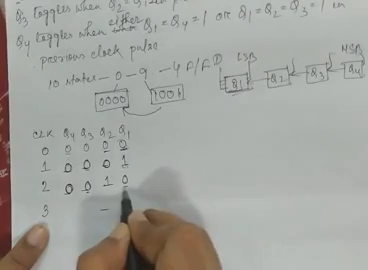 Q3 toggles when Q2 =
Q4 toggles when either Q1 = Q4 = 1 or Q1 = Q2 = Q3 = 1 in
previous clock pulse
10 states - 0 - 9 - 4 F/F
LSB MSB
Q1 Q2 Q3 Q4
0000 1001
CLK Q4 Q3 Q2 Q1
0 0 0 0 0
1 0 0 0 1
2 0 0 1 0
3 -